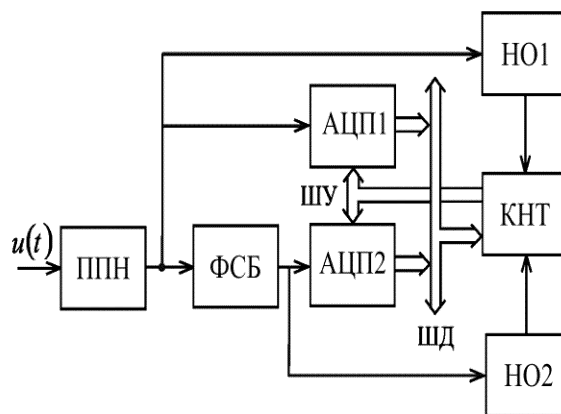 НО1
АЦП1
ШУ
КНТ
u(t)
ППН
ФСБ
АЦП2
ШД
НО2